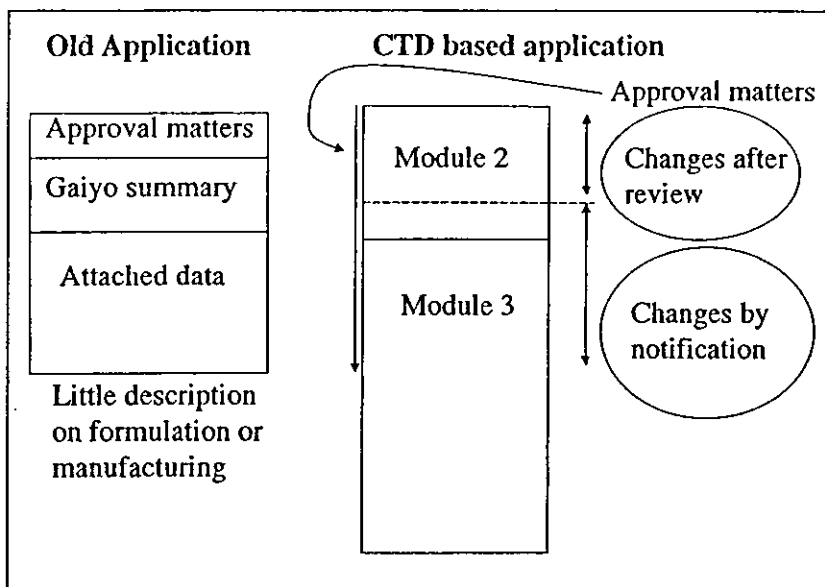 Old Application
CTD based application
Approval matters
Gaiyo summary
Attached data
Little description
on formulation or
manufacturing
Module 2
Module 3
Approval matters
Changes after
review
Changes by
notification